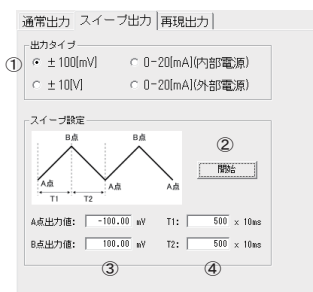 通常出力 スイープ出力 再現出力
出力タイプ
① ± 100[mV] 0-20[mA](内部電源)
± 10[V] 0-20[mA](外部電源)
スイープ設定
B点 B点
②
開始
A点 A点 A点
T1 T2
A点出力値: -100.00 mV T1: 500 × 10ms
B点出力値: 100.00 mV T2: 500 × 10ms
③ ④